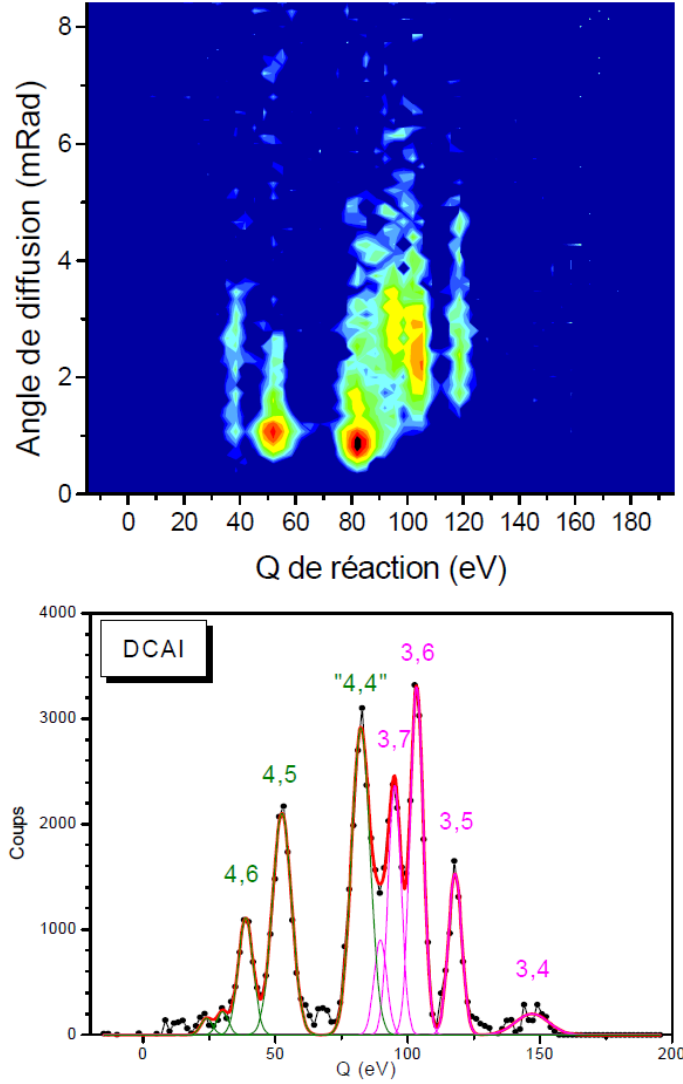 8
6
4
2
0
Angle de diffusion (mRad)
0 20 40 60 80 100 120 140 160 180
Q de réaction (eV)
4000
3000
2000
1000
0
Coups
DCAI
4,6
4,5
"4,4"
3,7
3,6
3,5
3,4
0 50 100 150 200
Q (eV)